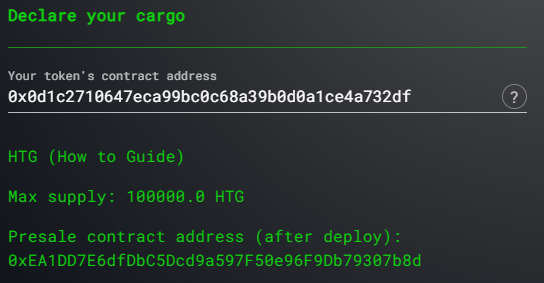 Declare your cargo
Your token's contract address
0x0d1c2710647eca99bc0c68a39b0d0a1ce4a732df
?
HTG (How to Guide)
Max supply: 100000.0 HTG
Presale contract address (after deploy):
0xEA1DD7E6dfDbC5Dcd9a597F50e96F9Db79307b8d